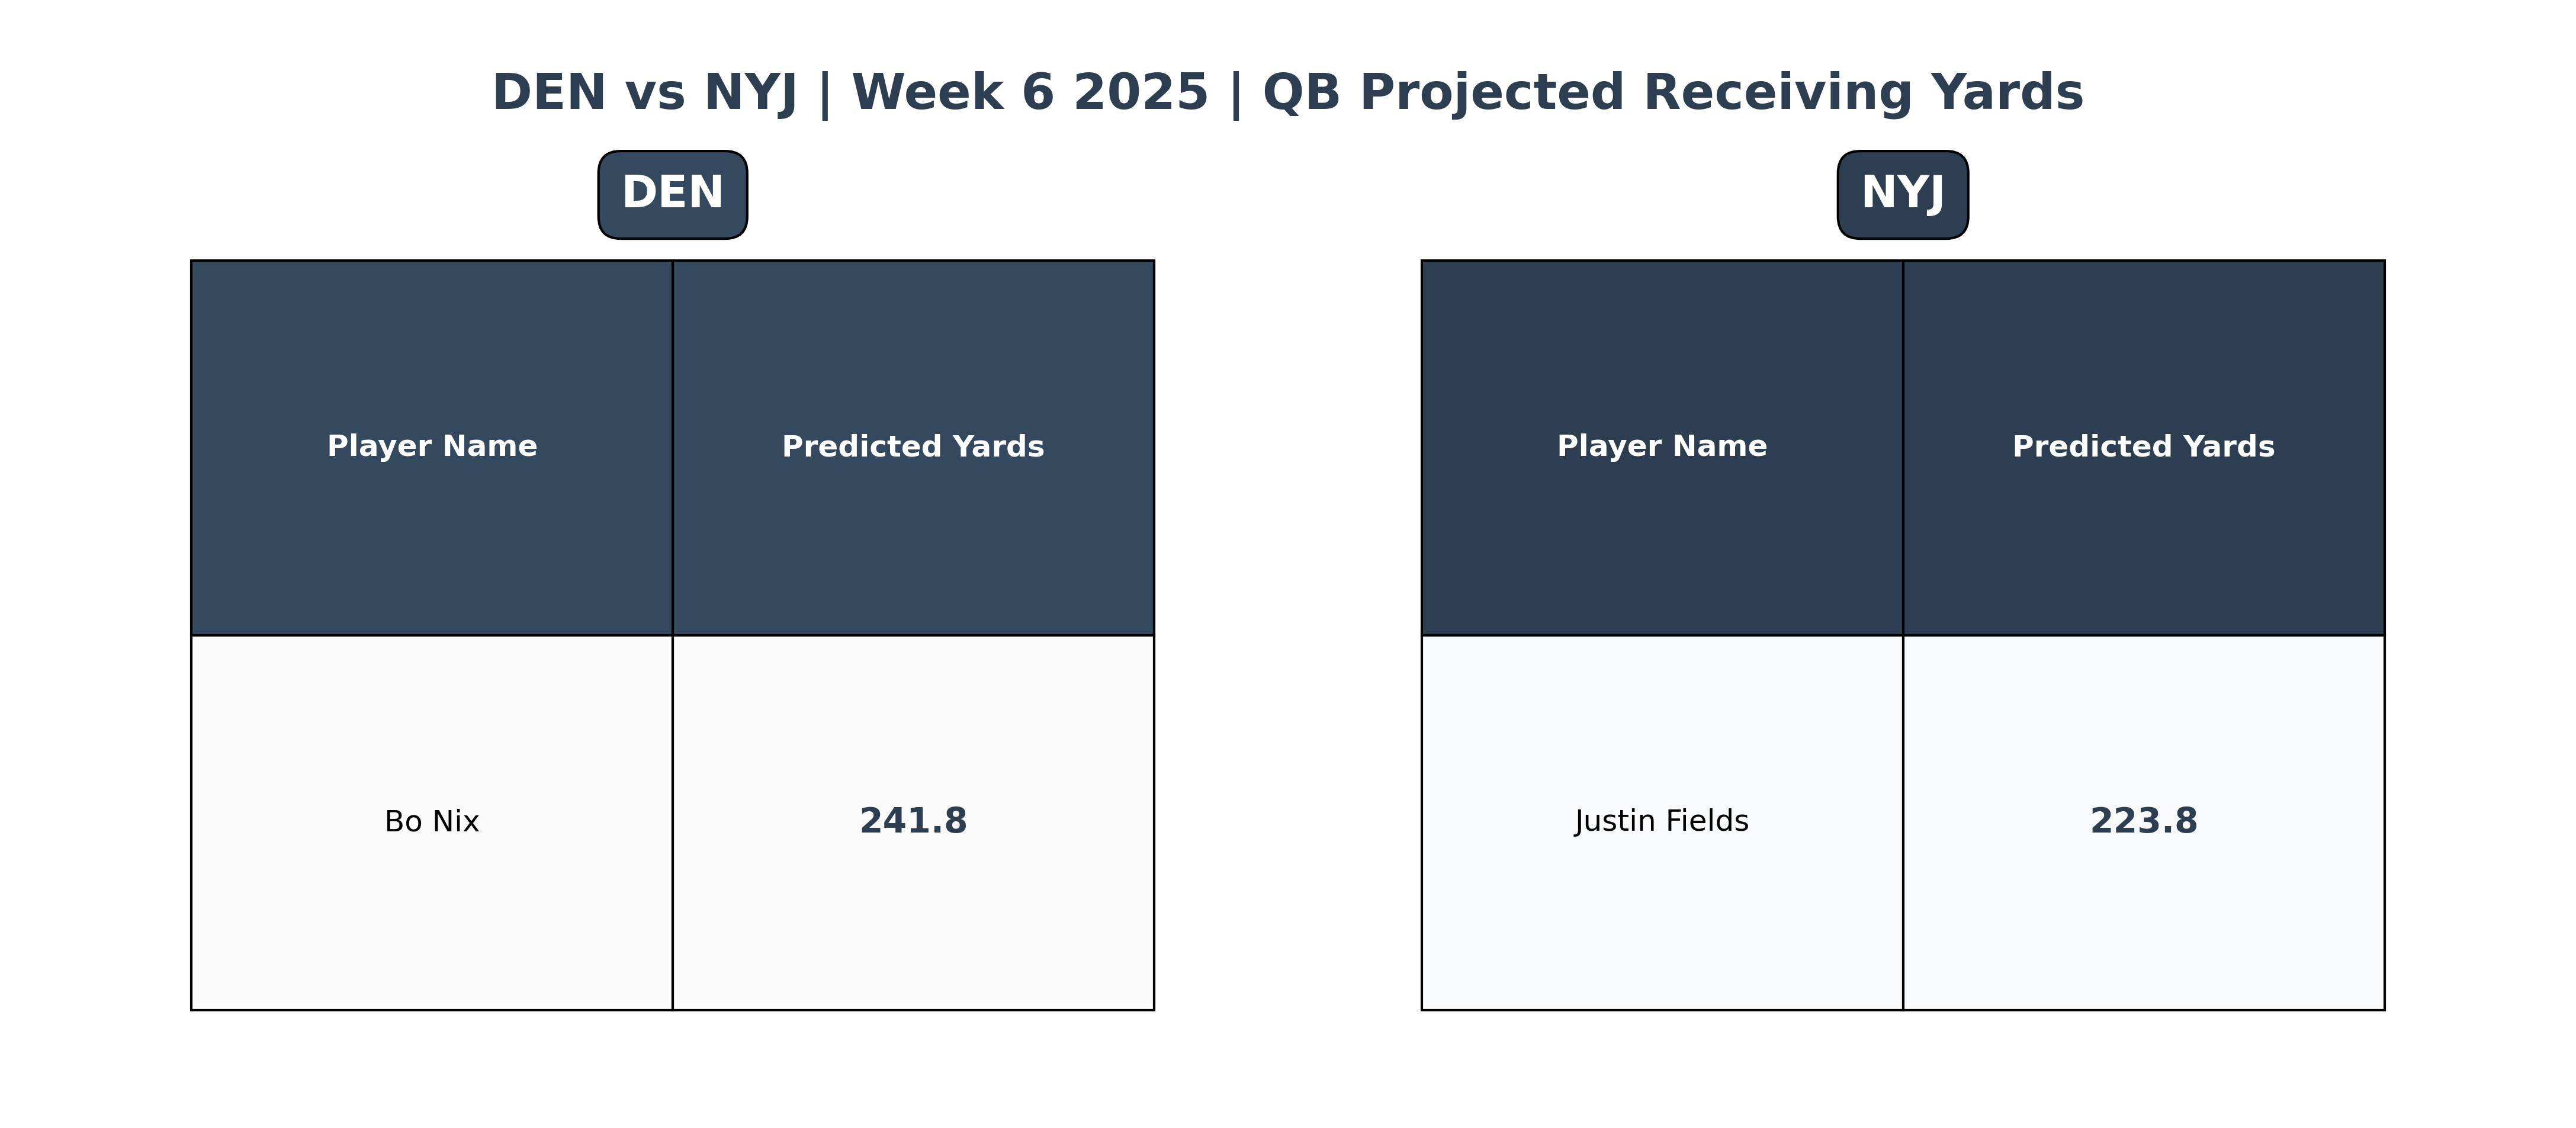 DEN vs NYJ | Week 6 2025 | QB Projected Receiving Yards
DEN
Player Name Predicted Yards
Bo Nix 241.8
NYJ
Player Name Predicted Yards
Justin Fields 223.8